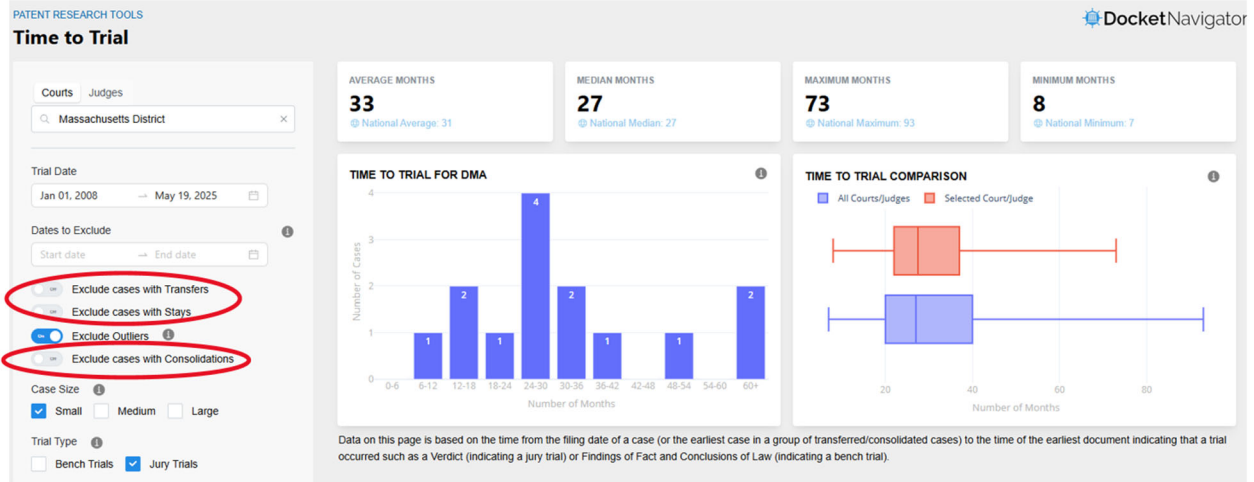 PATENT RESEARCH TOOLS
Time to Trial
DocketNavigator
Courts Judges
Massachusetts District
Trial Date
Jan 01, 2008 → May 19, 2025
Dates to Exclude
Start date → End date
OFF Exclude cases with Transfers
OFF Exclude cases with Stays
ON Exclude Outliers
OFF Exclude cases with Consolidations
Case Size
Small Medium Large
Trial Type
Bench Trials Jury Trials
AVERAGE MONTHS
33
National Average: 31
MEDIAN MONTHS
27
National Median: 27
MAXIMUM MONTHS
73
National Maximum: 93
MINIMUM MONTHS
8
National Minimum: 7
TIME TO TRIAL FOR DMA
Number of Cases
4
3
2
1
0
1
2
1
4
2
1
1
2
0-6 6-12 12-18 18-24 24-30 30-36 36-42 42-48 48-54 54-60 60+
Number of Months
TIME TO TRIAL COMPARISON
All Courts/Judges Selected Court/Judge
20 40 60 80
Number of Months
Data on this page is based on the time from the filing date of a case (or the earliest case in a group of transferred/consolidated cases) to the time of the earliest document indicating that a trial
occurred such as a Verdict (indicating a jury trial) or Findings of Fact and Conclusions of Law (indicating a bench trial).